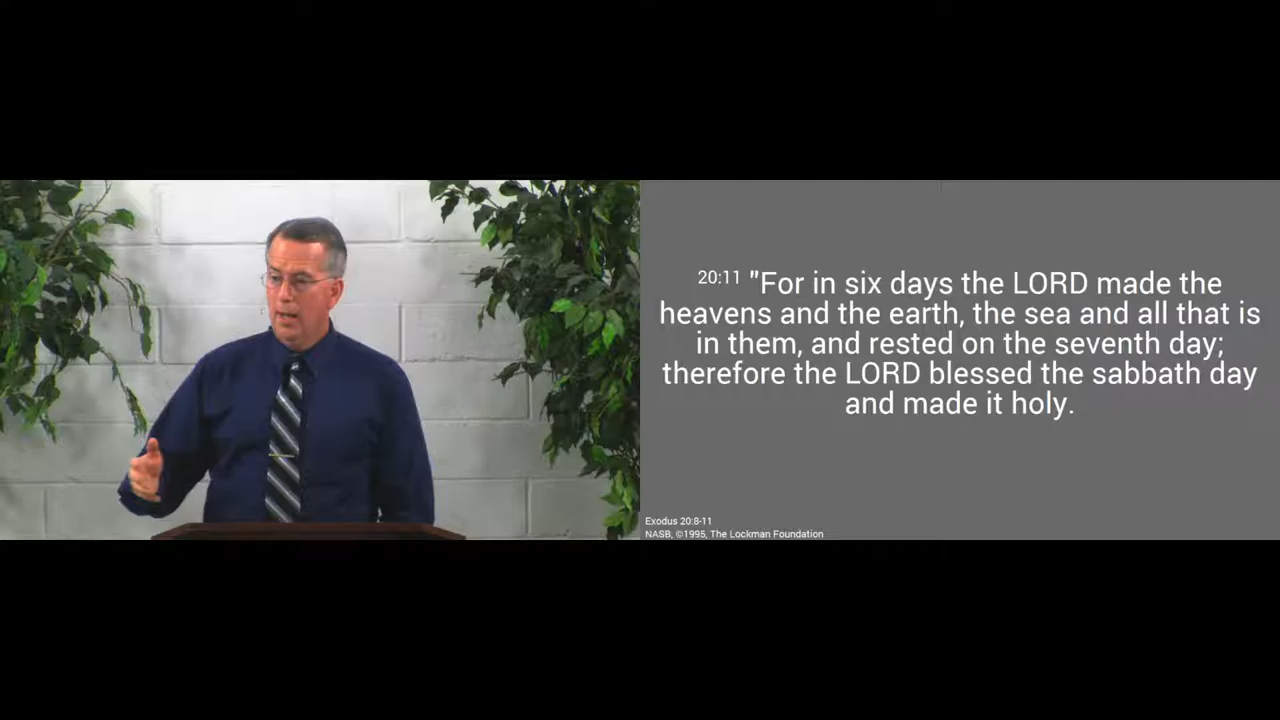 20:11 "For in six days the LORD made the
heavens and the earth, the sea and all that is
in them, and rested on the seventh day;
therefore the LORD blessed the sabbath day
and made it holy.
Exodus 20:8-11
NASB, ©1995, The Lockman Foundation